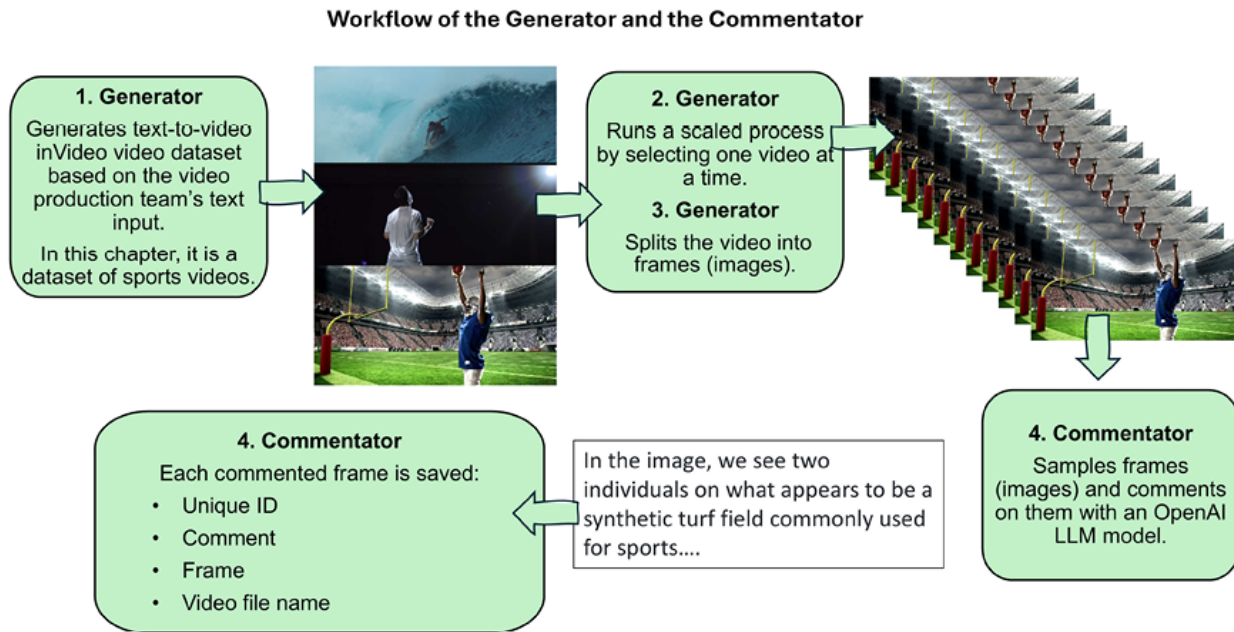 Workflow of the Generator and the Commentator
1. Generator
Generates text-to-video
inVideo video dataset
based on the video
production team's text
input.
In this chapter, it is a
dataset of sports videos.
2. Generator
Runs a scaled process
by selecting one video at
a time.
3. Generator
Splits the video into
frames (images).
4. Commentator
Samples frames
(images) and comments
on them with an OpenAI
LLM model.
In the image, we see two
individuals on what appears to be a
synthetic turf field commonly used
for sports....
4. Commentator
Each commented frame is saved:
• Unique ID
• Comment
• Frame
• Video file name